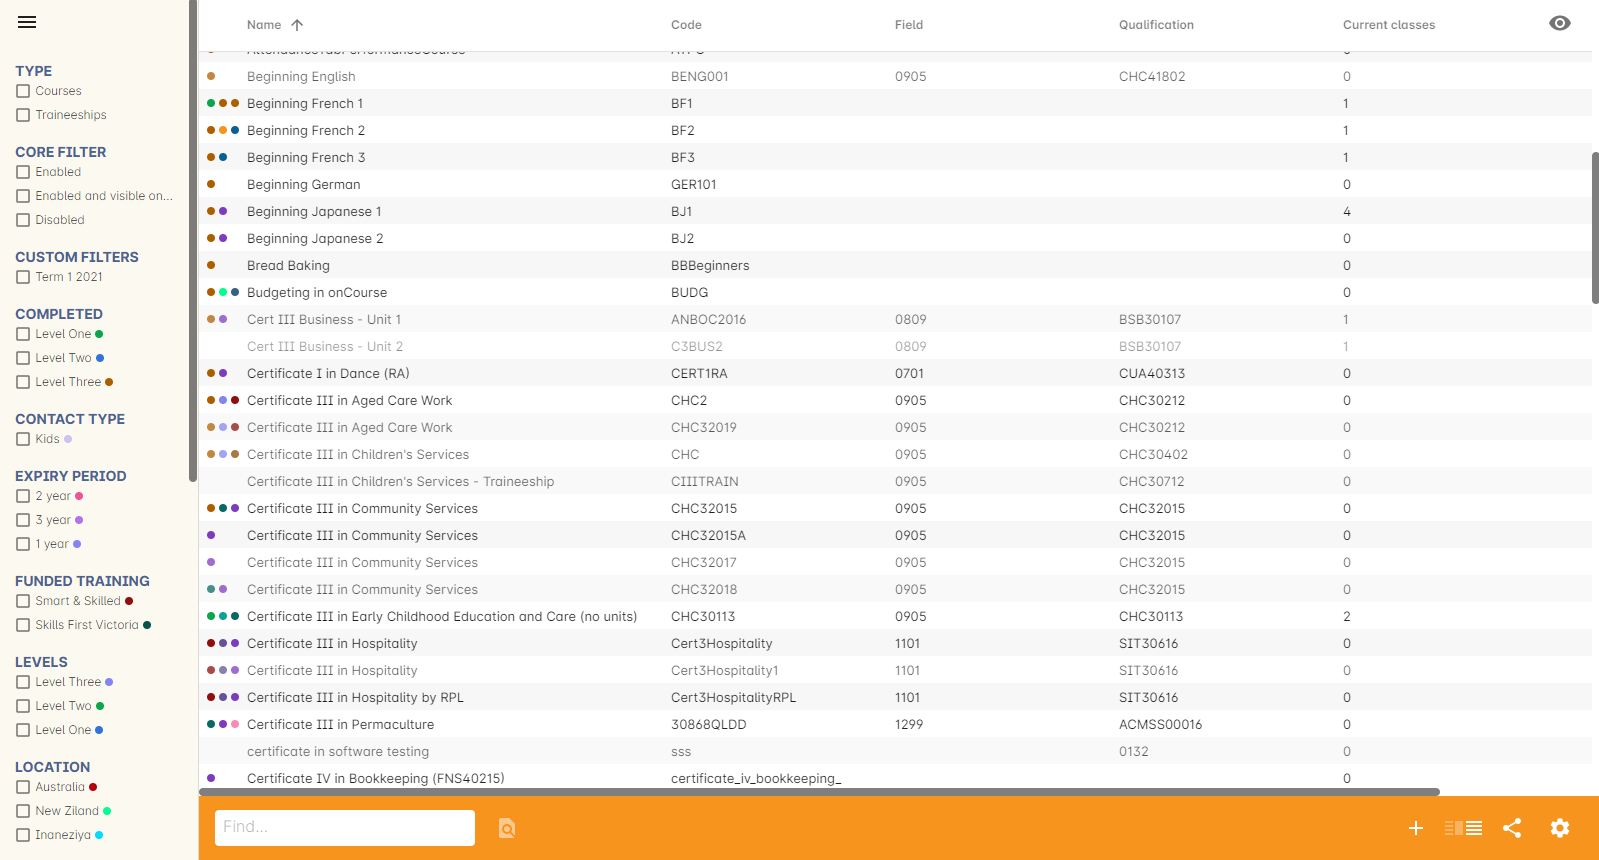 Name Code Field Qualification Current classes
Beginning English BENG001 0905 CHC41802 0
Beginning French 1 BF1 1
Beginning French 2 BF2 1
Beginning French 3 BF3 1
Beginning German GER101 0
Beginning Japanese 1 BJ1 4
Beginning Japanese 2 BJ2 0
Bread Baking BBBeginners 0
Budgeting in onCourse BUDG 0
Cert III Business - Unit 1 ANBOC2016 0809 BSB30107 1
Cert III Business - Unit 2 C3BUS2 0809 BSB30107 1
Certificate I in Dance (RA) CERT1RA 0701 CUA40313 0
Certificate III in Aged Care Work CHC2 0905 CHC30212 0
Certificate III in Aged Care Work CHC32019 0905 CHC30212 0
Certificate III in Children's Services CHC 0905 CHC30402 0
Certificate III in Children's Services - Traineeship CIIITRAIN 0905 CHC30712 0
Certificate III in Community Services CHC32015 0905 CHC32015 0
Certificate III in Community Services CHC32015A 0905 CHC32015 0
Certificate III in Community Services CHC32017 0905 CHC32015 0
Certificate III in Community Services CHC32018 0905 CHC32015 0
Certificate III in Early Childhood Education and Care (no units) CHC30113 0905 CHC30113 2
Certificate III in Hospitality Cert3Hospitality 1101 SIT30616 0
Certificate III in Hospitality Cert3Hospitality1 1101 SIT30616 0
Certificate III in Hospitality by RPL Cert3HospitalityRPL 1101 SIT30616 0
Certificate III in Permaculture 30868QLDD 1299 ACMSS00016 0
certificate in software testing sss 0132 0
Certificate IV in Bookkeeping (FNS40215) certificate_iv_bookkeeping_ 0
TYPE
Courses
Traineeships
CORE FILTER
Enabled
Enabled and visible on...
Disabled
CUSTOM FILTERS
Term 1 2021
COMPLETED
Level One
Level Two
Level Three
CONTACT TYPE
Kids
EXPIRY PERIOD
2 year
3 year
1 year
FUNDED TRAINING
Smart & Skilled
Skills First Victoria
LEVELS
Level Three
Level Two
Level One
LOCATION
Australia
New Ziland
Inaneziya
Find...